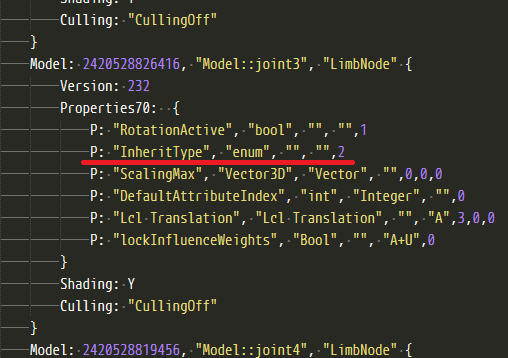 Culling: "CullingOff"
}
Model: 2420528826416, "Model::joint3", "LimbNode" {
Version: 232
Properties70:  {
P: "RotationActive", "bool", "", "",1
P: "InheritType", "enum", "", "",2
P: "ScalingMax", "Vector3D", "Vector", "",0,0,0
P: "DefaultAttributeIndex", "int", "Integer", "",0
P: "Lcl Translation", "Lcl Translation", "", "A",3,0,0
P: "lockInfluenceWeights", "Bool", "", "A+U",0
}
Shading: Y
Culling: "CullingOff"
}
Model: 2420528819456, "Model::joint4", "LimbNode" {